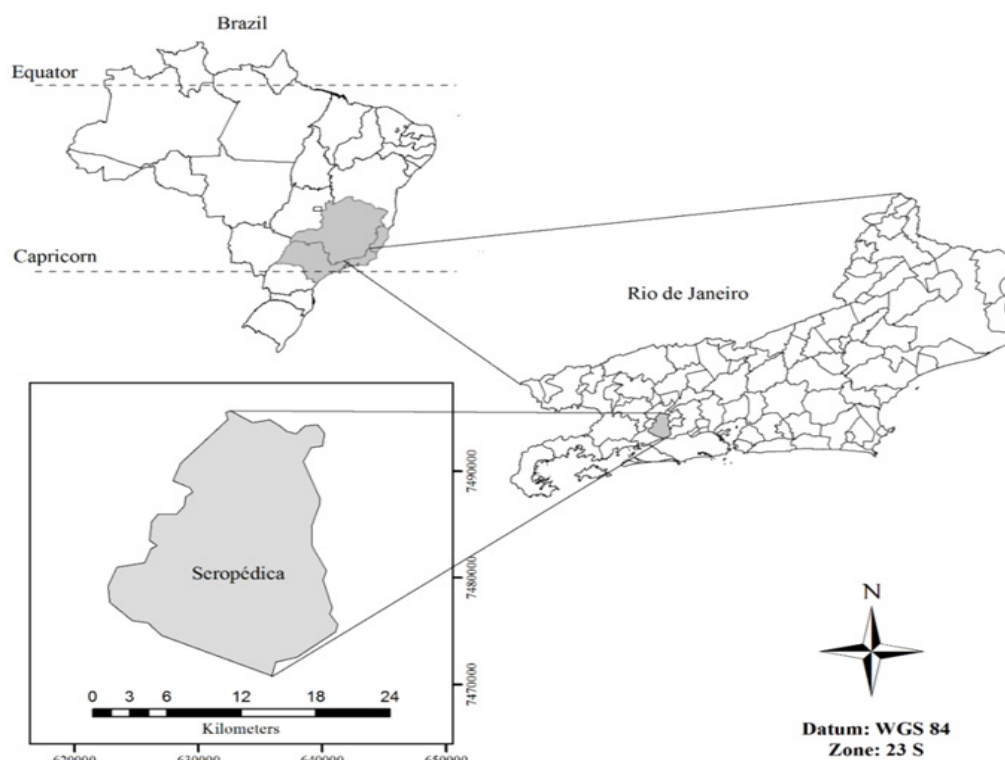 Brazil
Equator
Capricorn
Rio de Janeiro
Seropédica
7490000
7480000
7470000
0 3 6 12 18 24
Kilometers
N
Datum: WGS 84
Zone: 23 S